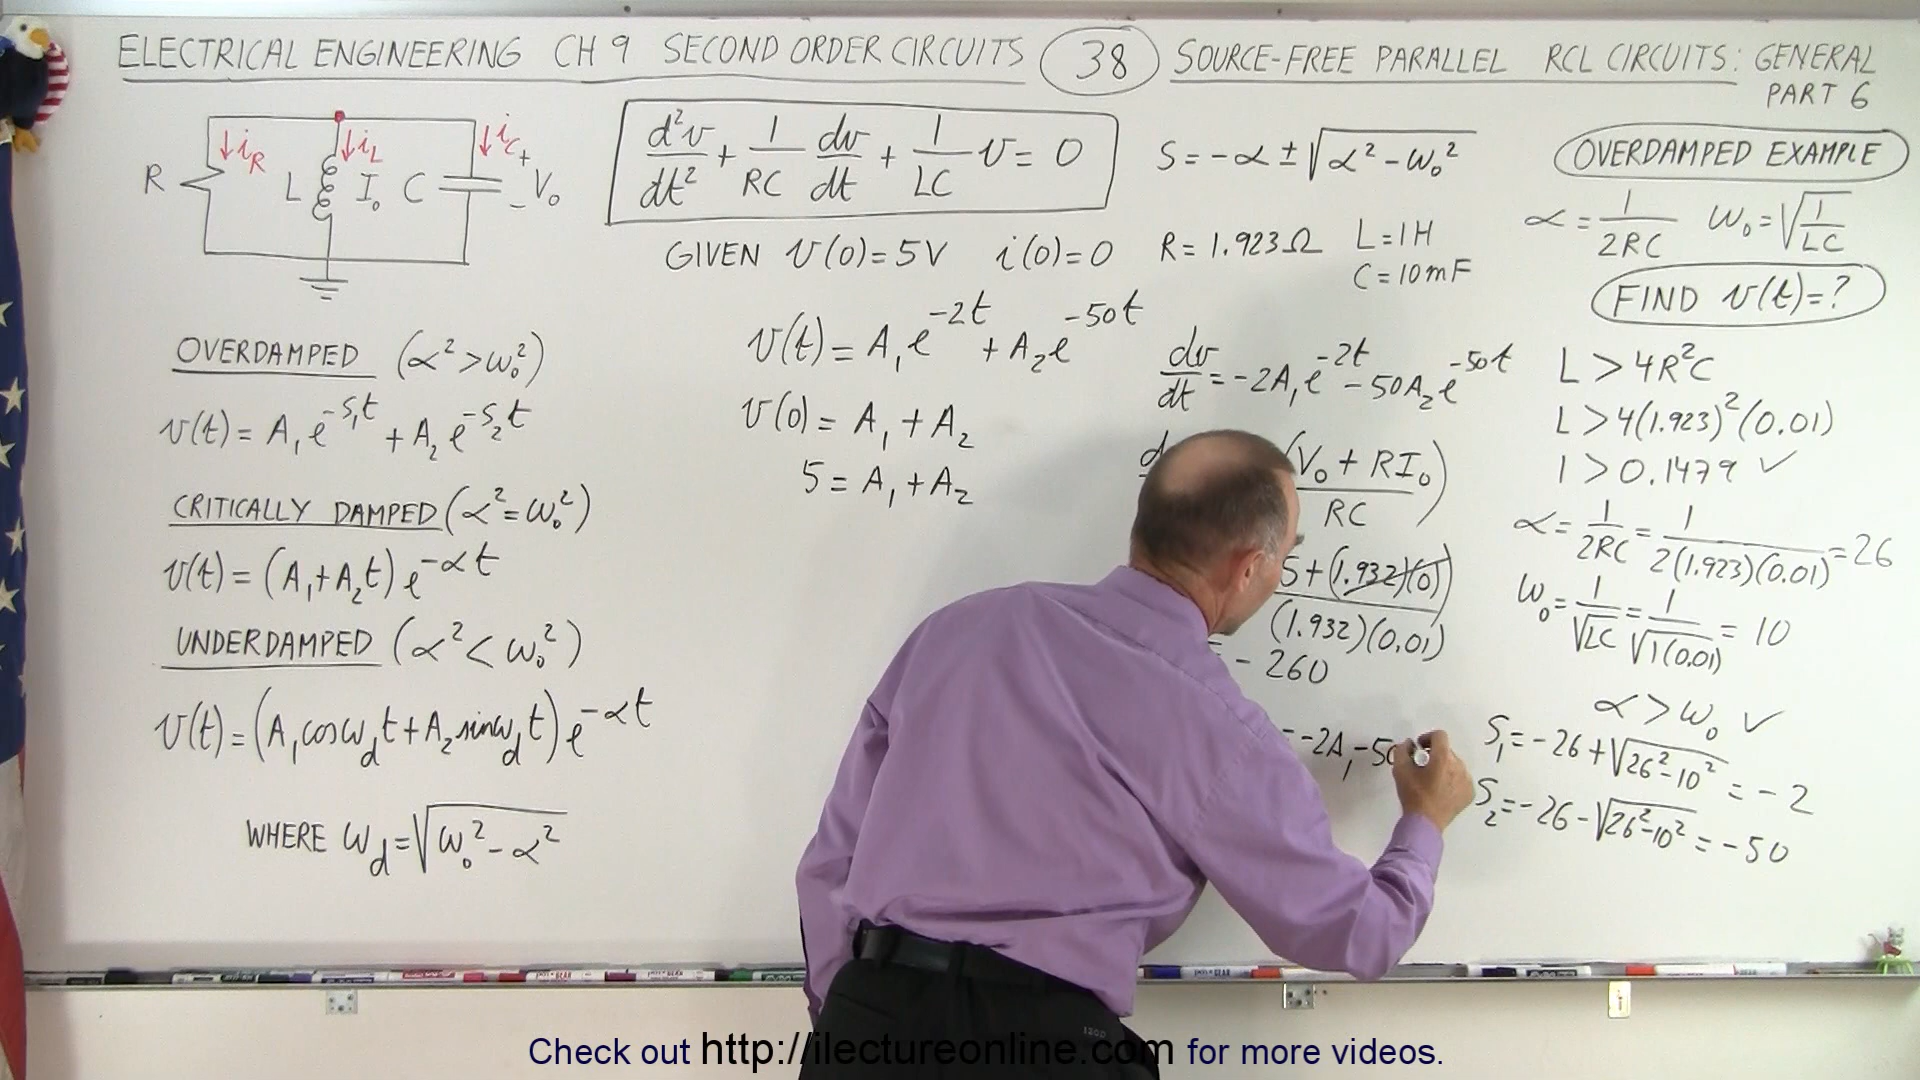 ELECTRICAL ENGINEERING CH 9 SECOND ORDER CIRCUITS 38 SOURCE-FREE PARALLEL RCL CIRCUITS: GENERAL
PART 6
R iR L iL I₀ C iC + - V₀
d²v/dt² + 1/RC dv/dt + 1/LC v = 0
S = -α ± √(α² - ω₀²)
OVERDAMPED EXAMPLE
α = 1/2RC ω₀ = √(1/LC)
GIVEN v(0) = 5V i(0) = 0
R = 1.923Ω L = 1H
C = 10mF
FIND v(t) = ?
OVERDAMPED (α² > ω₀²)
v(t) = A₁e^(-s₁t) + A₂e^(-s₂t)
CRITICALLY DAMPED (α² = ω₀²)
v(t) = (A₁ + A₂t) e^(-αt)
UNDERDAMPED (α² < ω₀²)
v(t) = (A₁cosω_d t + A₂sinω_d t) e^(-αt)
WHERE ω_d = √(ω₀² - α²)
v(t) = A₁e^(-2t) + A₂e^(-50t)
v(0) = A₁ + A₂
5 = A₁ + A₂
dv/dt = -2A₁e^(-2t) - 50A₂e^(-50t)
d (V₀ + RI₀)/RC
5 + (1.932)(0)/(1.932)(0.01)
= -260
= -2A₁ - 50
L > 4R²C
L > 4(1.923)²(0.01)
1 > 0.1479 ✓
α = 1/2RC = 1/2(1.923)(0.01) = 26
ω₀ = 1/√LC = 1/√1(0.01) = 10
α > ω₀ ✓
S₁ = -26 + √(26² - 10²) = -2
S₂ = -26 - √(26² - 10²) = -50
Check out http://ilectureonline.com for more videos.